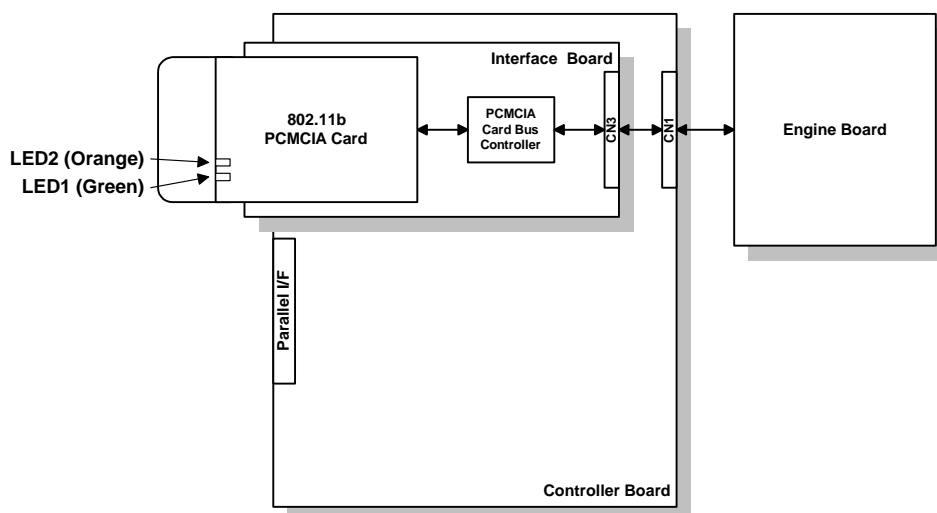 Interface Board
802.11b
PCMCIA Card
PCMCIA
Card Bus
Controller
CN3
CN1
Engine Board
LED2 (Orange)
LED1 (Green)
Parallel I/F
Controller Board